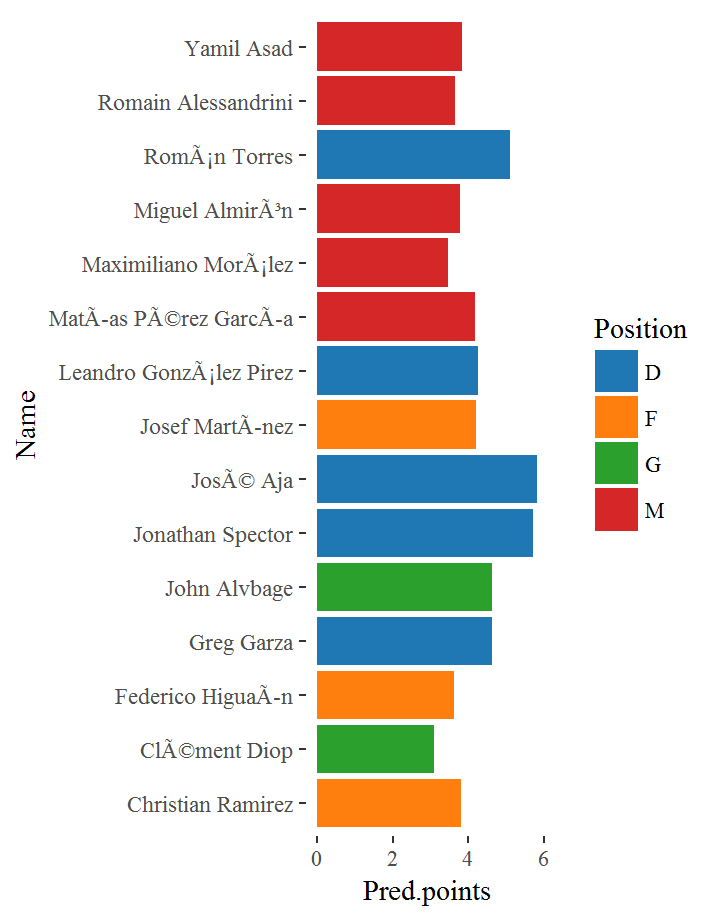 Yamil Asad
Romain Alessandrini
RomÃ¡n Torres
Miguel AlmirÃ³n
Maximiliano MorÃ¡lez
MatÃ-as PÃ©rez GarcÃ-a
Leandro GonzÃ¡lez Pirez
Josef MartÃ-nez
JosÃ© Aja
Jonathan Spector
John Alvbage
Greg Garza
Federico HiguaÃ-n
ClÃ©ment Diop
Christian Ramirez
Name
0 2 4 6
Pred.points
Position
D
F
G
M